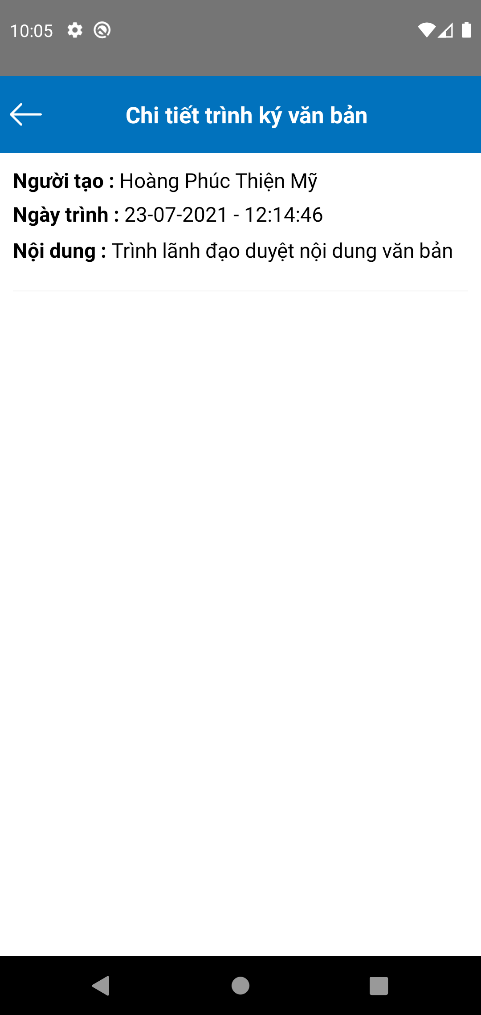 10:05
Chi tiết trình ký văn bản
Người tạo : Hoàng Phúc Thiện Mỹ
Ngày trình : 23-07-2021 - 12:14:46
Nội dung : Trình lãnh đạo duyệt nội dung văn bản